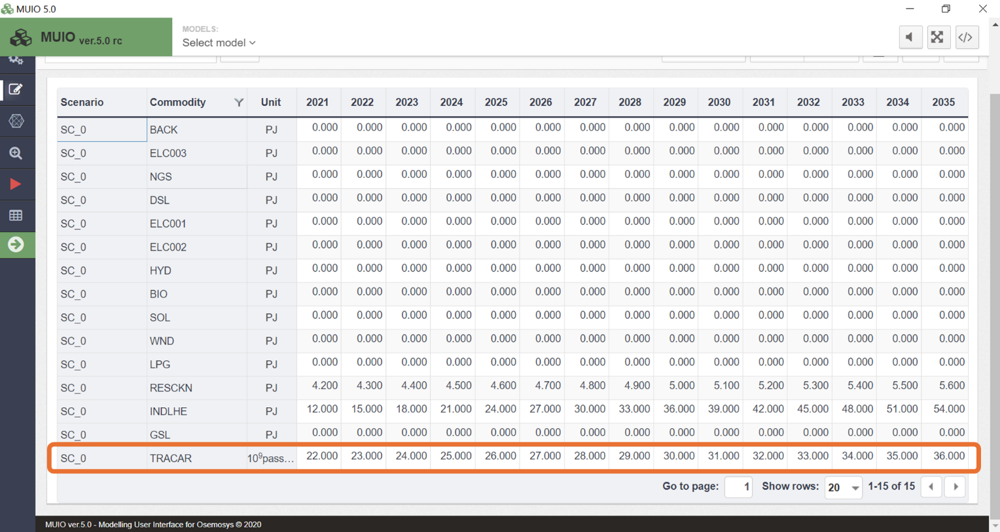 MUIO 5.0
MUIO ver.5.0 rc
MODELS:
Select model
Scenario Commodity Unit 2021 2022 2023 2024 2025 2026 2027 2028 2029 2030 2031 2032 2033 2034 2035
SC_0 BACK PJ 0.000 0.000 0.000 0.000 0.000 0.000 0.000 0.000 0.000 0.000 0.000 0.000 0.000 0.000 0.000
SC_0 ELC003 PJ 0.000 0.000 0.000 0.000 0.000 0.000 0.000 0.000 0.000 0.000 0.000 0.000 0.000 0.000 0.000
SC_0 NGS PJ 0.000 0.000 0.000 0.000 0.000 0.000 0.000 0.000 0.000 0.000 0.000 0.000 0.000 0.000 0.000
SC_0 DSL PJ 0.000 0.000 0.000 0.000 0.000 0.000 0.000 0.000 0.000 0.000 0.000 0.000 0.000 0.000 0.000
SC_0 ELC001 PJ 0.000 0.000 0.000 0.000 0.000 0.000 0.000 0.000 0.000 0.000 0.000 0.000 0.000 0.000 0.000
SC_0 ELC002 PJ 0.000 0.000 0.000 0.000 0.000 0.000 0.000 0.000 0.000 0.000 0.000 0.000 0.000 0.000 0.000
SC_0 HYD PJ 0.000 0.000 0.000 0.000 0.000 0.000 0.000 0.000 0.000 0.000 0.000 0.000 0.000 0.000 0.000
SC_0 BIO PJ 0.000 0.000 0.000 0.000 0.000 0.000 0.000 0.000 0.000 0.000 0.000 0.000 0.000 0.000 0.000
SC_0 SOL PJ 0.000 0.000 0.000 0.000 0.000 0.000 0.000 0.000 0.000 0.000 0.000 0.000 0.000 0.000 0.000
SC_0 WND PJ 0.000 0.000 0.000 0.000 0.000 0.000 0.000 0.000 0.000 0.000 0.000 0.000 0.000 0.000 0.000
SC_0 LPG PJ 0.000 0.000 0.000 0.000 0.000 0.000 0.000 0.000 0.000 0.000 0.000 0.000 0.000 0.000 0.000
SC_0 RESCKN PJ 4.200 4.300 4.400 4.500 4.600 4.700 4.800 4.900 5.000 5.100 5.200 5.300 5.400 5.500 5.600
SC_0 INDLHE PJ 12.000 15.000 18.000 21.000 24.000 27.000 30.000 33.000 36.000 39.000 42.000 45.000 48.000 51.000 54.000
SC_0 GSL PJ 0.000 0.000 0.000 0.000 0.000 0.000 0.000 0.000 0.000 0.000 0.000 0.000 0.000 0.000 0.000
SC_0 TRACAR 10⁹pass... 22.000 23.000 24.000 25.000 26.000 27.000 28.000 29.000 30.000 31.000 32.000 33.000 34.000 35.000 36.000
Go to page: 1 Show rows: 20 1-15 of 15
MUIO ver.5.0 - Modelling User Interface for Osemosys © 2020